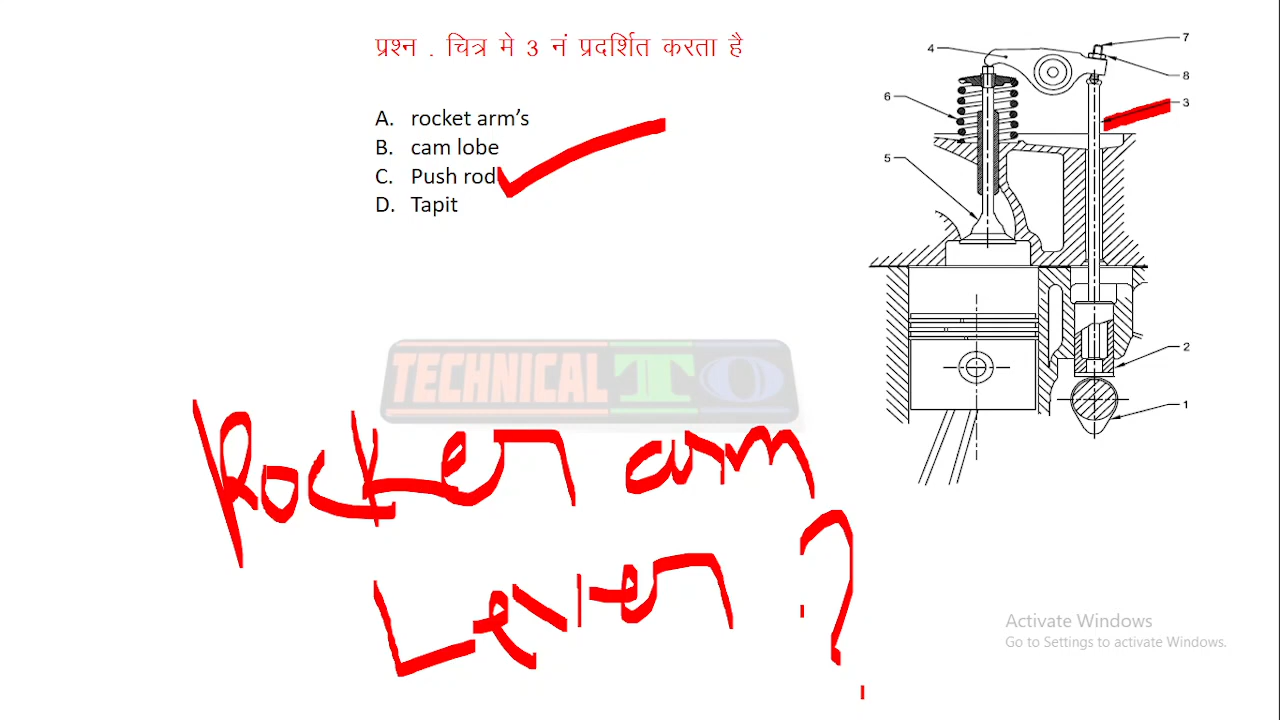 प्रश्न . चित्र मे 3 नं प्रदर्शित करता है
A. rocket arm's
B. cam lobe
C. Push rod
D. Tapit
4
7
8
6
3
5
2
1
TECHNICAL TO
Rocker arm
Lever ?
Activate Windows
Go to Settings to activate Windows.